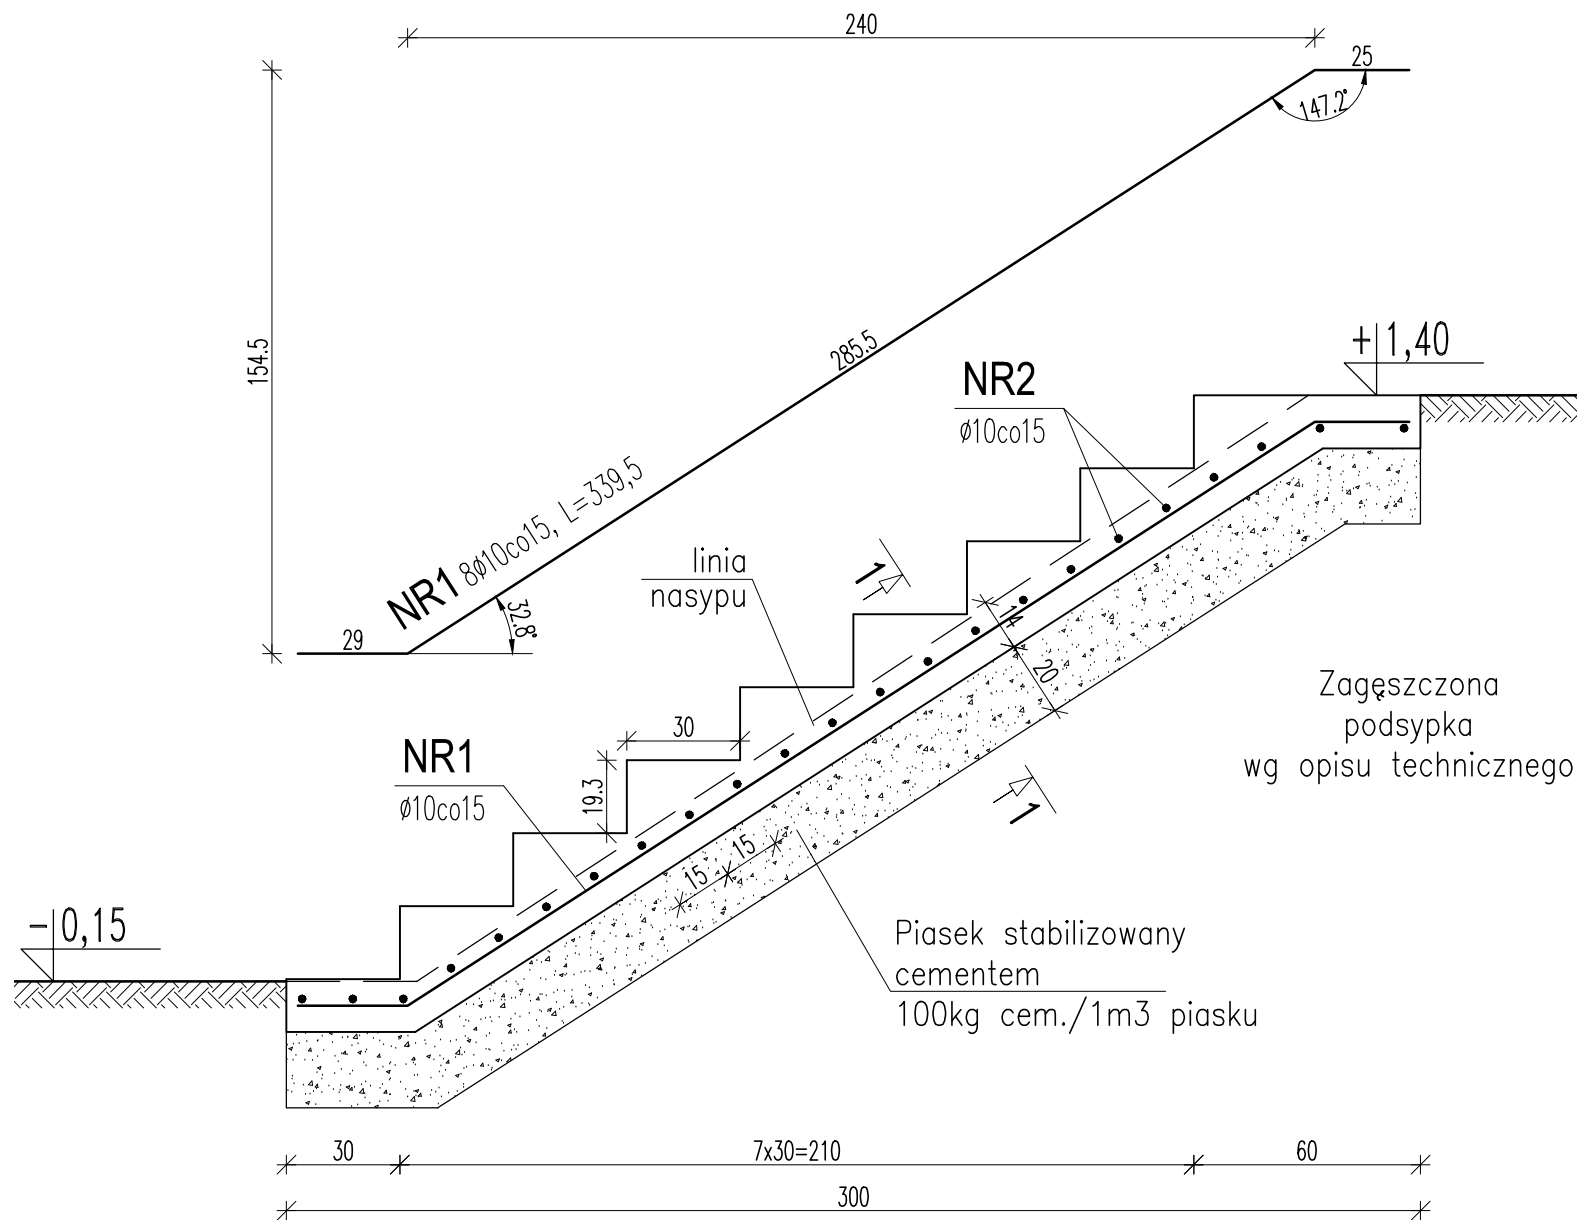 240
25
147.2°
154.5
285.5
+1,40
NR2
ø10co15
NR1 8ø10co15, L=339,5
32.8°
29
linia
nasypu
1
14
20
Zagęszczona
podsypka
wg opisu technicznego
30
19.3
NR1
ø10co15
1
15
15
-0,15
Piasek stabilizowany
cementem
100kg cem./1m3 piasku
30
7x30=210
60
300